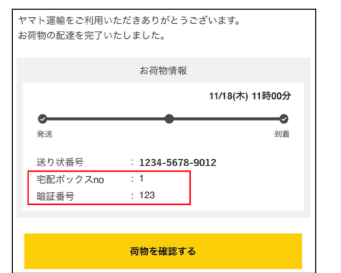 ヤマト運輸をご利用いただきありがとうございます。
お荷物の配達を完了いたしました。
お荷物情報
11/18(木) 11時00分
発送 到着
送り状番号 : 1234-5678-9012
宅配ボックスno : 1
暗証番号 : 123
荷物を確認する